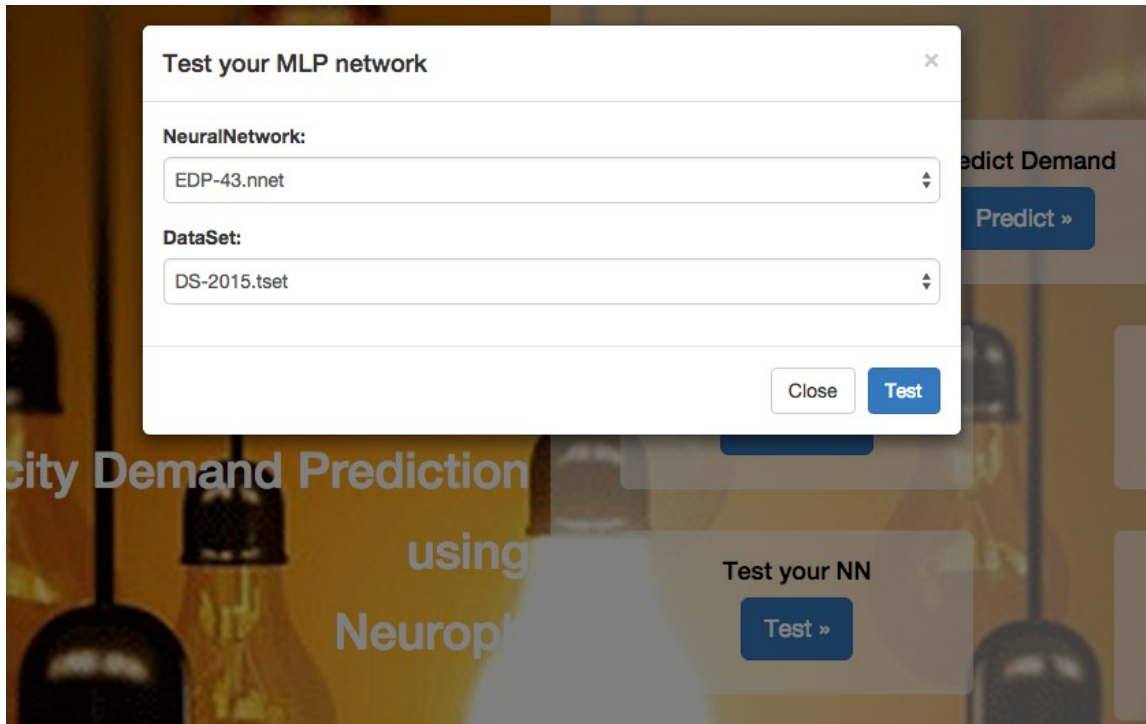 Test your MLP network
×
NeuralNetwork:
EDP-43.nnet
DataSet:
DS-2015.tset
Close
Test
edict Demand
Predict »
city Demand Prediction
using
Neurop
Test your NN
Test »